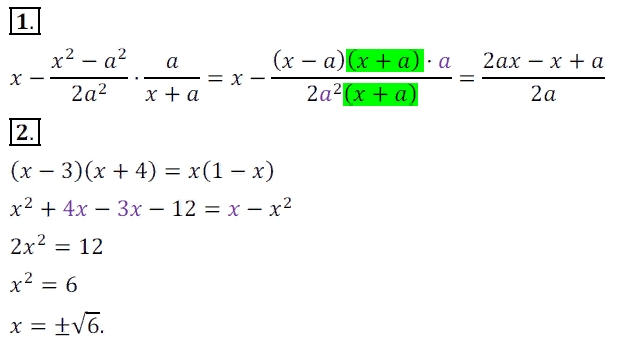 1.
x − (x² − a²)/(2a²) · a/(x + a) = x − ((x − a)(x + a) · a)/(2a²(x + a)) = (2ax − x + a)/(2a)
2.
(x − 3)(x + 4) = x(1 − x)
x² + 4x − 3x − 12 = x − x²
2x² = 12
x² = 6
x = ±√6.